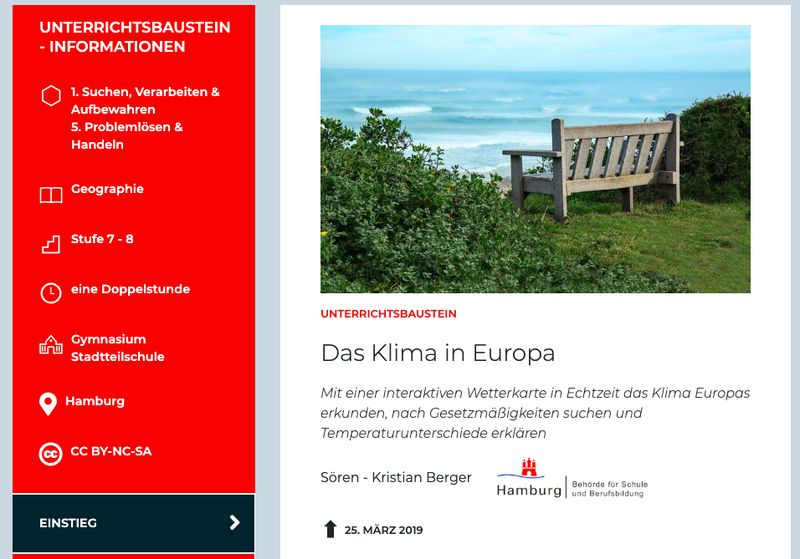 UNTERRICHTSBAUSTEIN
- INFORMATIONEN
1. Suchen, Verarbeiten &
Aufbewahren
5. Problemlösen &
Handeln
Geographie
Stufe 7 - 8
eine Doppelstunde
Gymnasium
Stadtteilschule
Hamburg
CC BY-NC-SA
EINSTIEG
UNTERRICHTSBAUSTEIN
Das Klima in Europa
Mit einer interaktiven Wetterkarte in Echtzeit das Klima Europas
erkunden, nach Gesetzmäßigkeiten suchen und
Temperaturunterschiede erklären
Sören - Kristian Berger
Hamburg
Behörde für Schule
und Berufsbildung
25. MÄRZ 2019